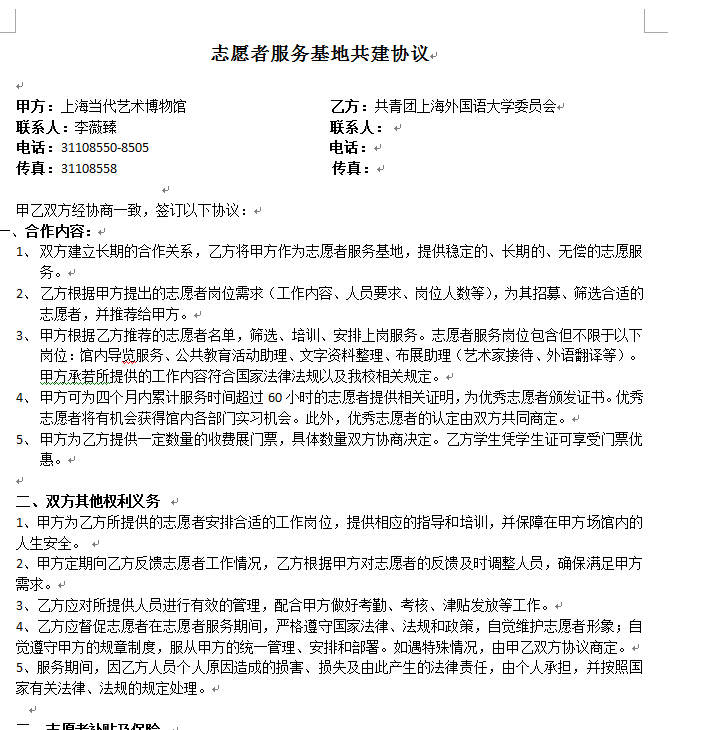 志愿者服务基地共建协议
甲方：上海当代艺术博物馆 乙方：共青团上海外国语大学委员会
联系人：李薇臻 联系人：
电话：31108550-8505 电话：
传真：31108558 传真：
甲乙双方经协商一致，签订以下协议：
一、合作内容：
1、双方建立长期的合作关系，乙方将甲方作为志愿者服务基地，提供稳定的、长期的、无偿的志愿服
务。
2、乙方根据甲方提出的志愿者岗位需求（工作内容、人员要求、岗位人数等），为其招募、筛选合适的
志愿者，并推荐给甲方。
3、甲方根据乙方推荐的志愿者名单，筛选、培训、安排上岗服务。志愿者服务岗位包含但不限于以下
岗位：馆内导览服务、公共教育活动助理、文字资料整理、布展助理（艺术家接待、外语翻译等）。
甲方承若所提供的工作内容符合国家法律法规以及我校相关规定。
4、甲方可为四个月内累计服务时间超过 60 小时的志愿者提供相关证明，为优秀志愿者颁发证书。优秀
志愿者将有机会获得馆内各部门实习机会。此外，优秀志愿者的认定由双方共同商定。
5、甲方为乙方提供一定数量的收费展门票，具体数量双方协商决定。乙方学生凭学生证可享受门票优
惠。
二、双方其他权利义务
1、甲方为乙方所提供的志愿者安排合适的工作岗位，提供相应的指导和培训，并保障在甲方场馆内的
人生安全。
2、甲方定期向乙方反馈志愿者工作情况，乙方根据甲方对志愿者的反馈及时调整人员，确保满足甲方
需求。
3、乙方应对所提供人员进行有效的管理，配合甲方做好考勤、考核、津贴发放等工作。
4、乙方应督促志愿者在志愿者服务期间，严格遵守国家法律、法规和政策，自觉维护志愿者形象；自
觉遵守甲方的规章制度，服从甲方的统一管理、安排和部署。如遇特殊情况，由甲乙双方协议商定。
5、服务期间，因乙方人员个人原因造成的损害、损失及由此产生的法律责任，由个人承担，并按照国
家有关法律、法规的规定处理。
三、志愿者补贴及保险